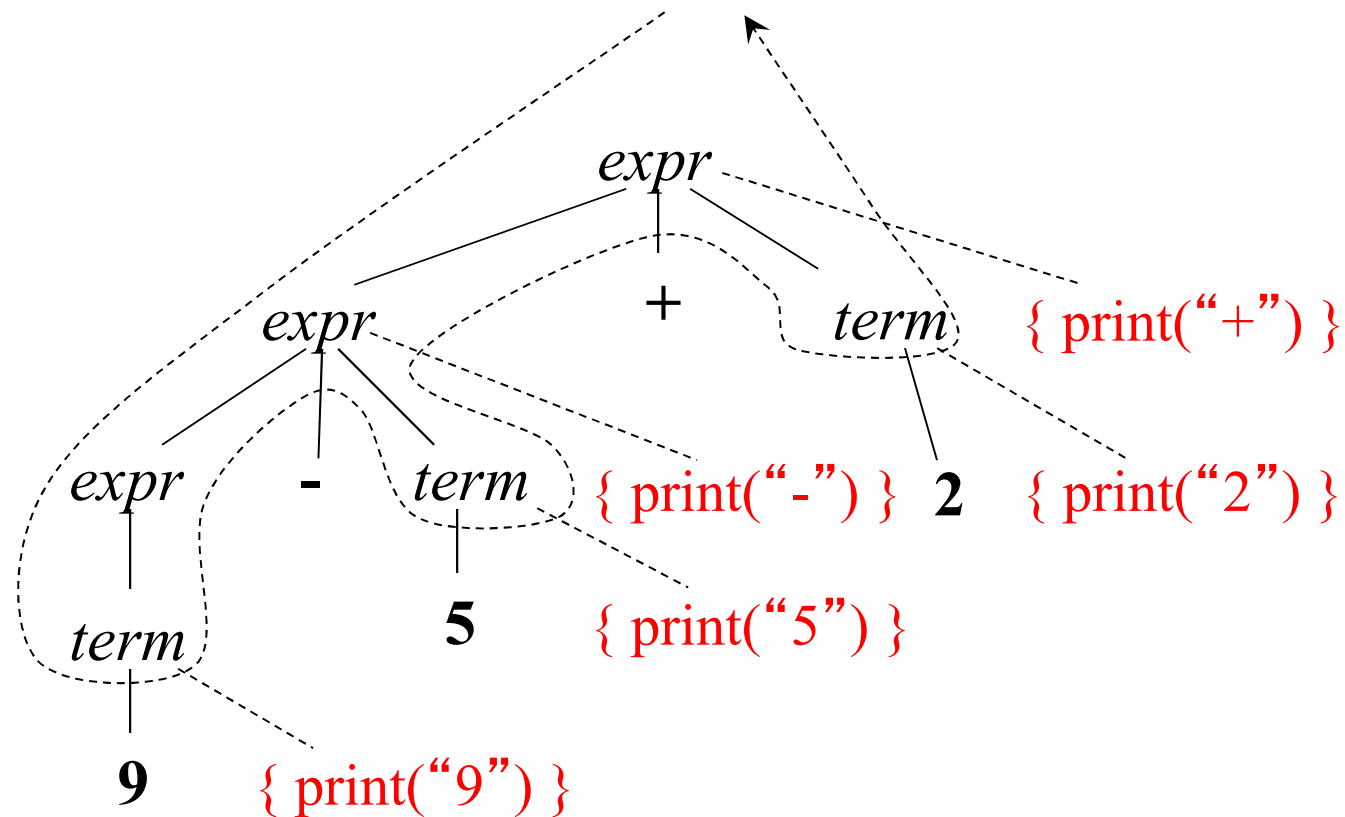 expr
expr + term { print(“+”) }
expr - term { print(“-”) } 2 { print(“2”) }
term 5 { print(“5”) }
9 { print(“9”) }